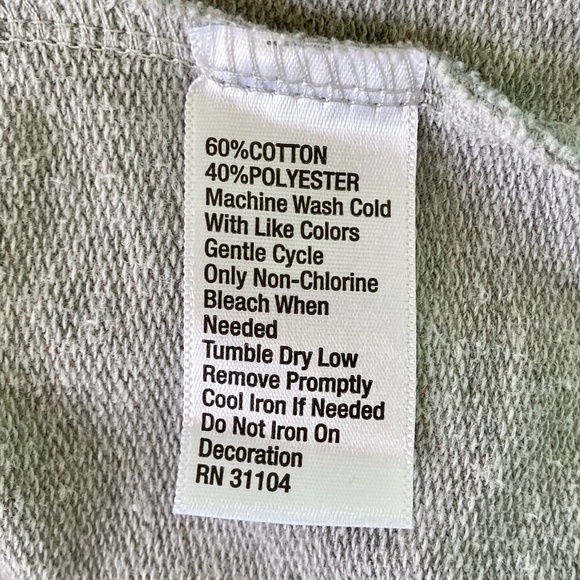 60%COTTON
40%POLYESTER
Machine Wash Cold
With Like Colors
Gentle Cycle
Only Non-Chlorine
Bleach When
Needed
Tumble Dry Low
Remove Promptly
Cool Iron If Needed
Do Not Iron On
Decoration
RN 31104